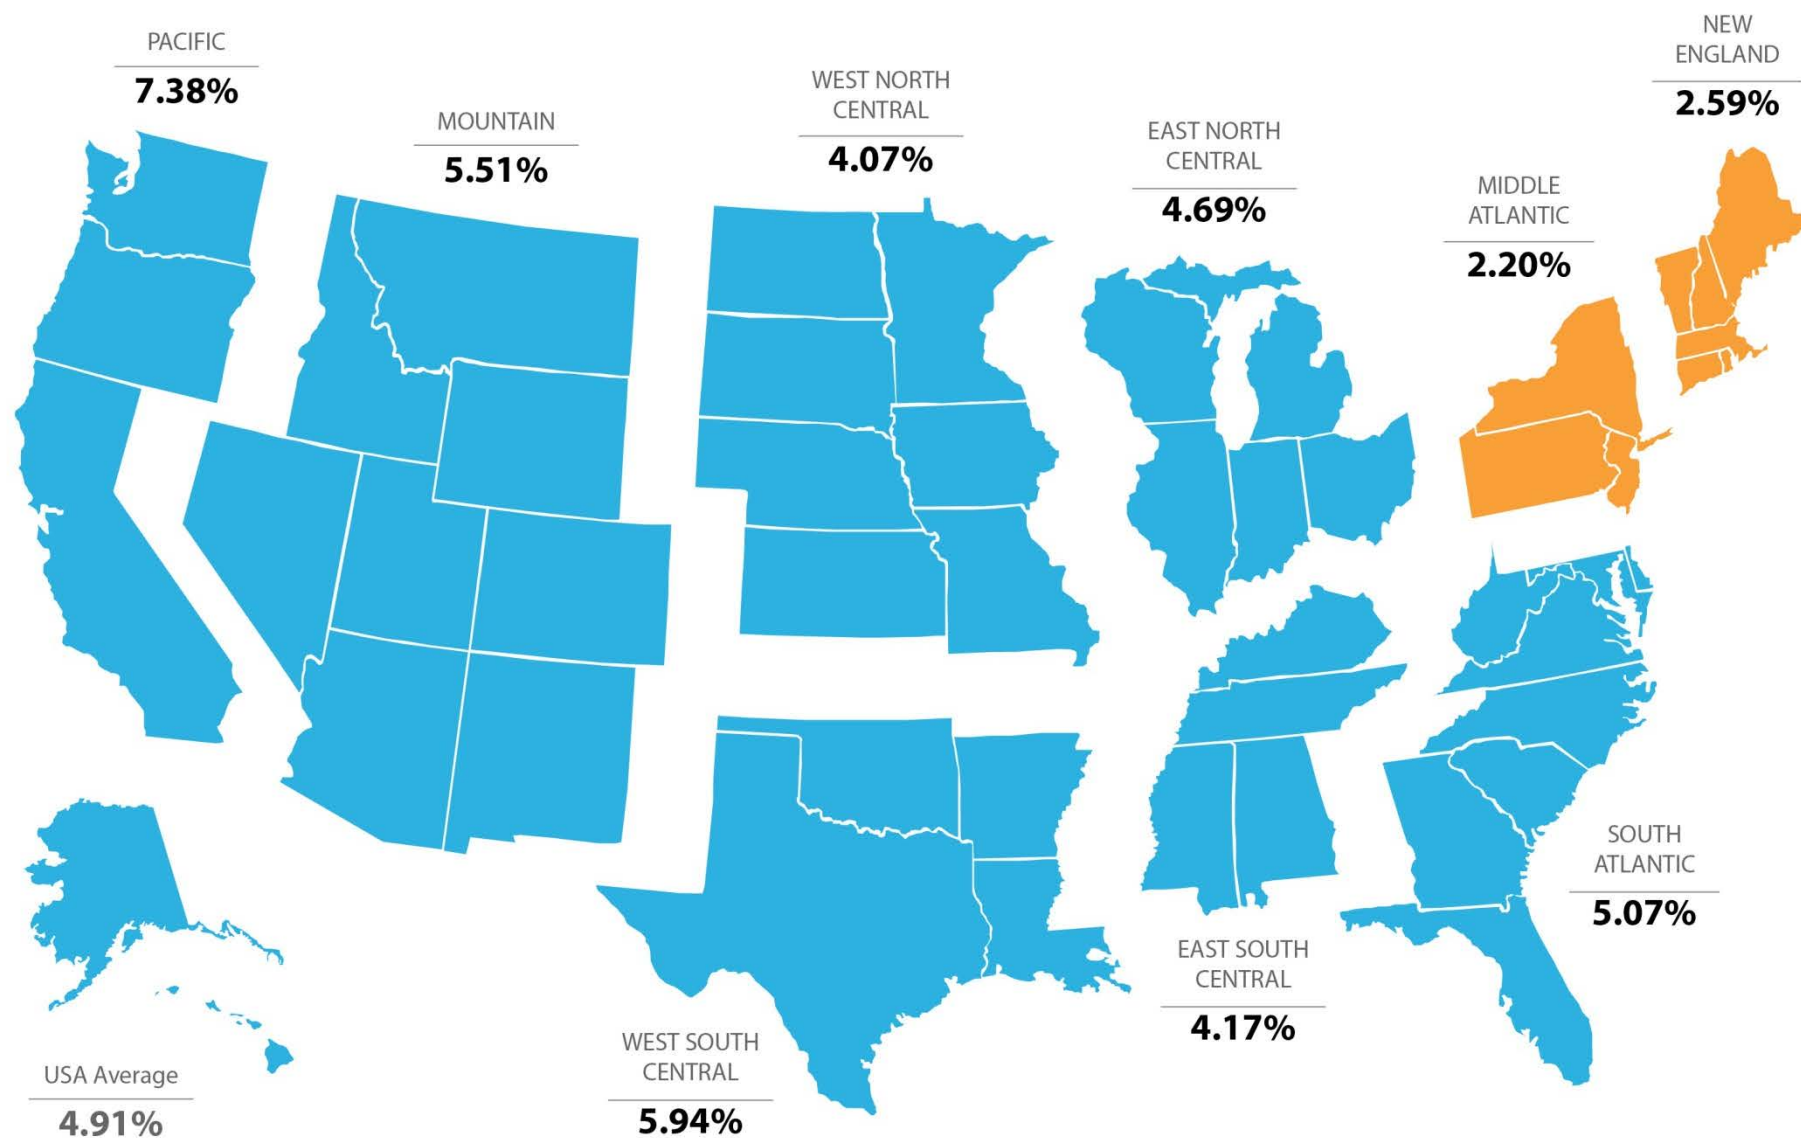 PACIFIC
7.38%
MOUNTAIN
5.51%
WEST NORTH
CENTRAL
4.07%
EAST NORTH
CENTRAL
4.69%
MIDDLE
ATLANTIC
2.20%
NEW
ENGLAND
2.59%
SOUTH
ATLANTIC
5.07%
EAST SOUTH
CENTRAL
4.17%
WEST SOUTH
CENTRAL
5.94%
USA Average
4.91%